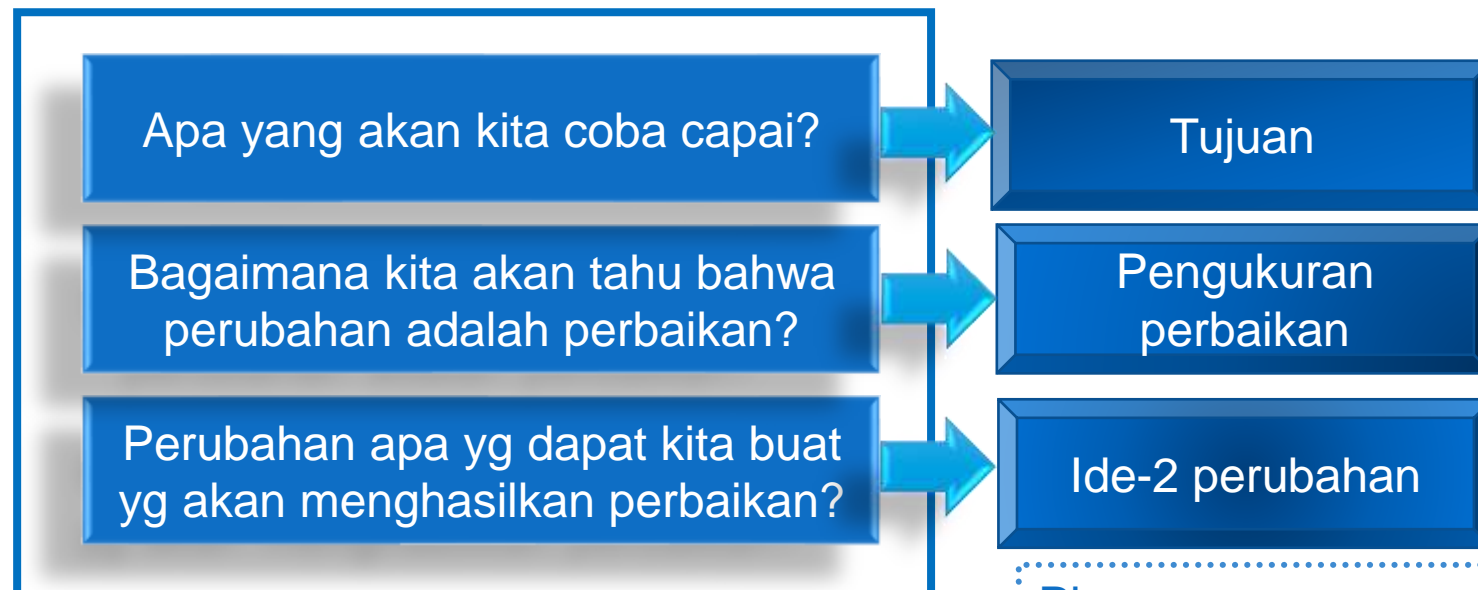 Apa yang akan kita coba capai?
Tujuan
Bagaimana kita akan tahu bahwa
perubahan adalah perbaikan?
Pengukuran
perbaikan
Perubahan apa yg dapat kita buat
yg akan menghasilkan perbaikan?
Ide-2 perubahan